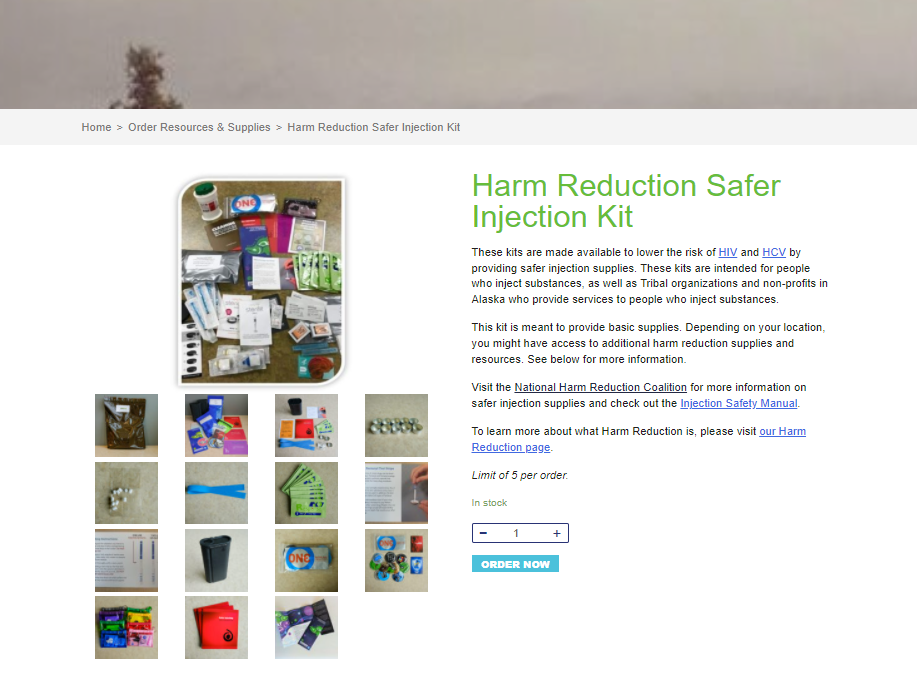 Home > Order Resources & Supplies > Harm Reduction Safer Injection Kit
ONE
Harm Reduction Safer
Injection Kit
These kits are made available to lower the risk of HIV and HCV by
providing safer injection supplies. These kits are intended for people
who inject substances, as well as Tribal organizations and non-profits in
Alaska who provide services to people who inject substances.
This kit is meant to provide basic supplies. Depending on your location,
you might have access to additional harm reduction supplies and
resources. See below for more information.
Visit the National Harm Reduction Coalition for more information on
safer injection supplies and check out the Injection Safety Manual.
To learn more about what Harm Reduction is, please visit our Harm
Reduction page.
Limit of 5 per order.
In stock
− 1 +
ORDER NOW
ONE